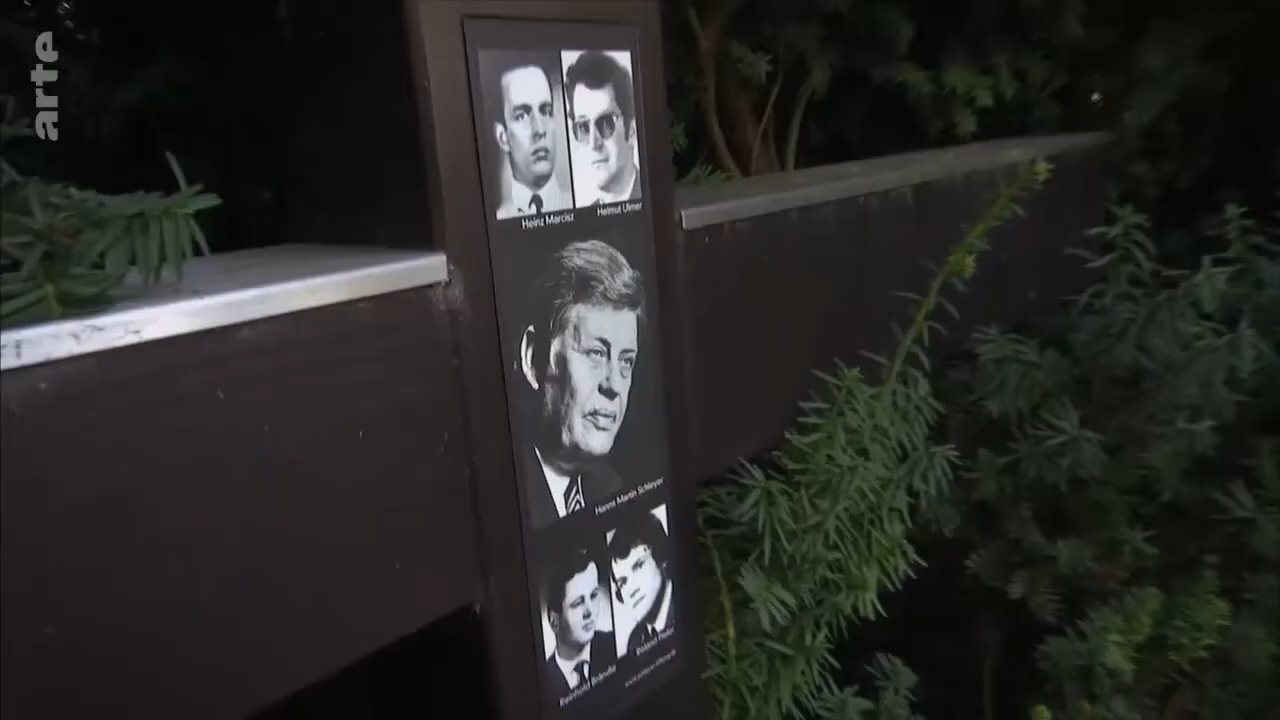 arte
Heinz Marcisz
Helmut Ulmer
Hanns Martin Schleyer
Reinhold Brändle
Roland Pieler